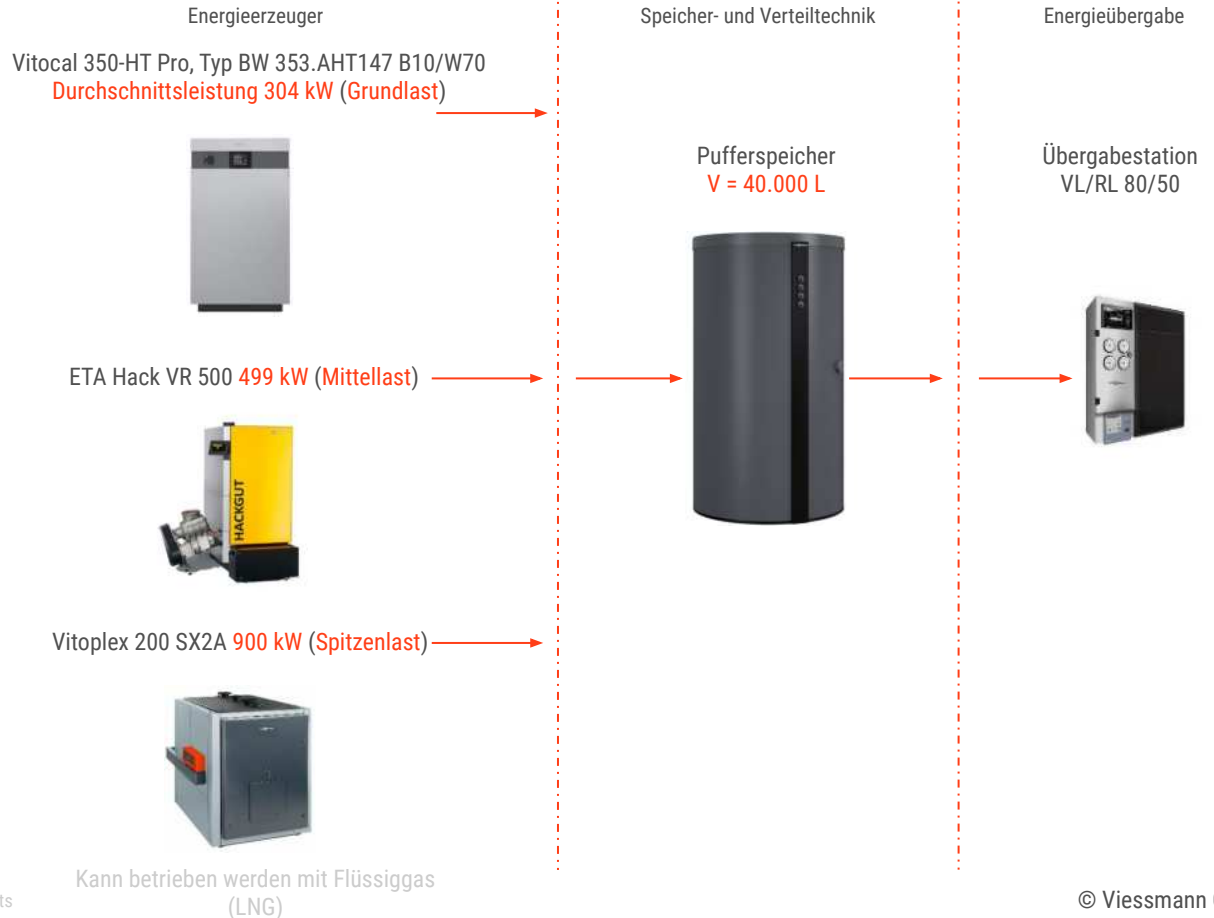 Energieerzeuger
Speicher- und Verteiltechnik
Energieübergabe
Vitocal 350-HT Pro, Typ BW 353.AHT147 B10/W70
Durchschnittsleistung 304 kW (Grundlast)
Pufferspeicher
V = 40.000 L
Übergabestation
VL/RL 80/50
ETA Hack VR 500 499 kW (Mittellast)
HACKGUT
Vitoplex 200 SX2A 900 kW (Spitzenlast)
Kann betrieben werden mit Flüssiggas
(LNG)
ts
© Viessmann